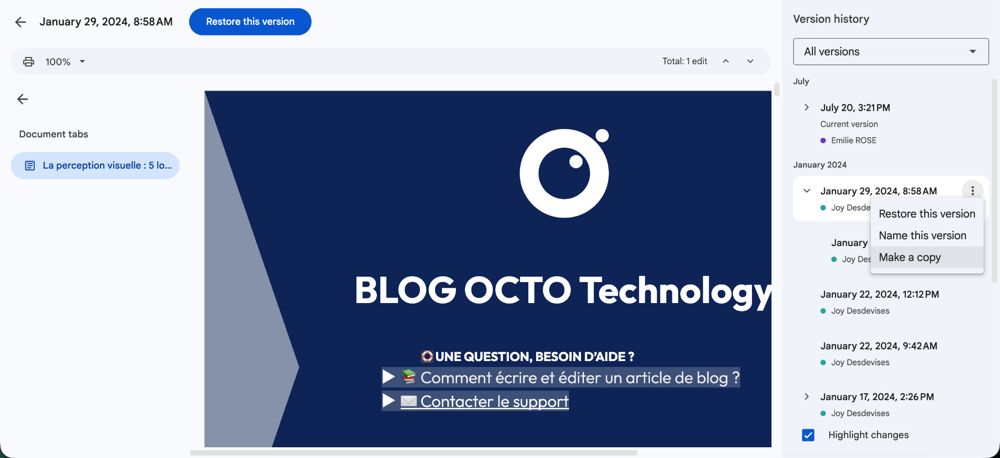 January 29, 2024, 8:58 AM
Restore this version
100%
Total: 1 edit
Document tabs
La perception visuelle : 5 lo...
BLOG OCTO Technology
UNE QUESTION, BESOIN D'AIDE ?
Comment écrire et éditer un article de blog ?
Contacter le support
Version history
All versions
July
July 20, 3:21 PM
Current version
Emilie ROSE
January 2024
January 29, 2024, 8:58 AM
Joy Desde
Restore this version
Name this version
Make a copy
January
Joy Des
January 22, 2024, 12:12 PM
Joy Desdevises
January 22, 2024, 9:42 AM
Joy Desdevises
January 17, 2024, 2:26 PM
Joy Desdevises
Highlight changes